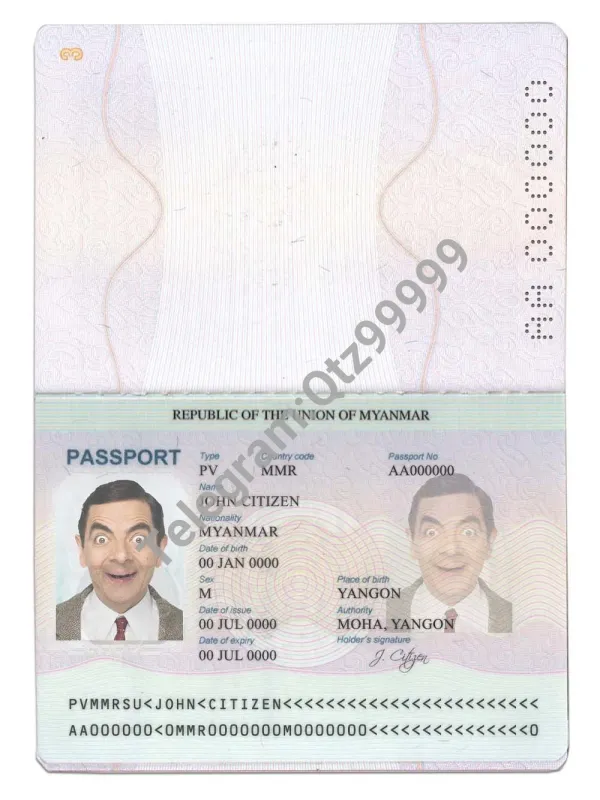 AA 000000
REPUBLIC OF THE UNION OF MYANMAR
PASSPORT
Type Country code Passport No
PV MMR AA000000
Name
JOHN CITIZEN
Nationality
MYANMAR
Date of birth
00 JAN 0000
Sex Place of birth
M YANGON
Date of issue Authority
00 JUL 0000 MOHA, YANGON
Date of expiry Holder's signature
00 JUL 0000 J. Citizen
PVMMRSU<JOHN<CITIZEN<<<<<<<<<<<<<<<<<<<<<<<<
AA000000<0MMR0000000M0000000<<<<<<<<<<<<<<<0
Telegram:Qtz99999